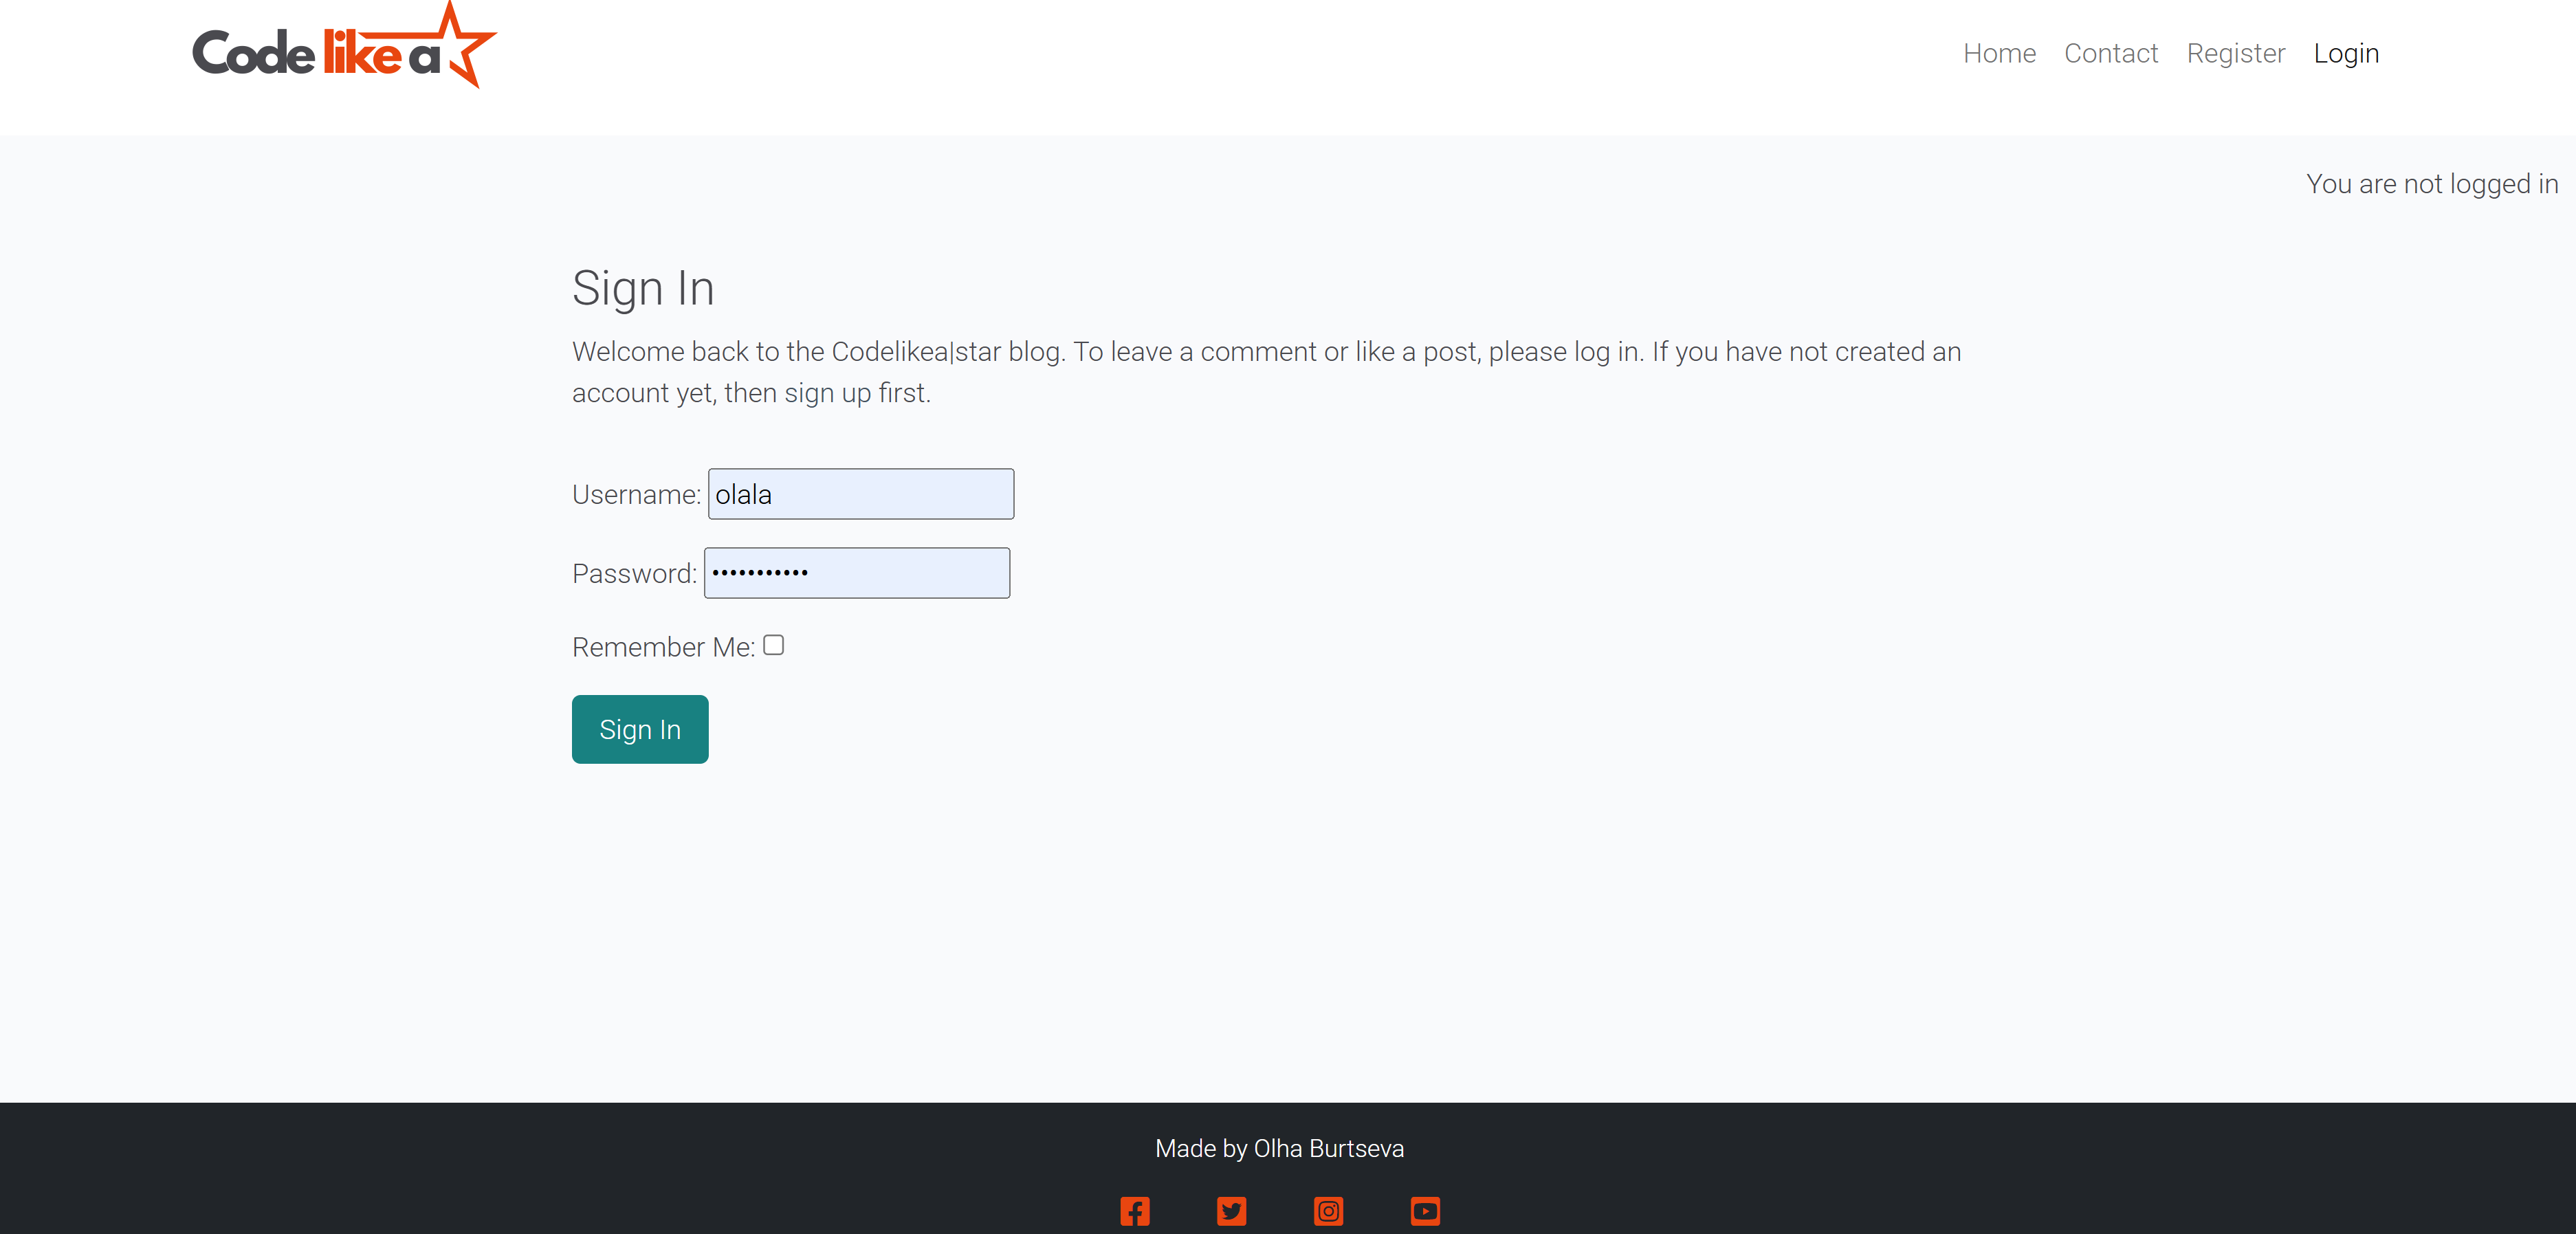 Code like a
Home Contact Register Login
You are not logged in
Sign In
Welcome back to the Codelikea|star blog. To leave a comment or like a post, please log in. If you have not created an
account yet, then sign up first.
Username: olala
Password: •••••••••••
Remember Me:
Sign In
Made by Olha Burtseva